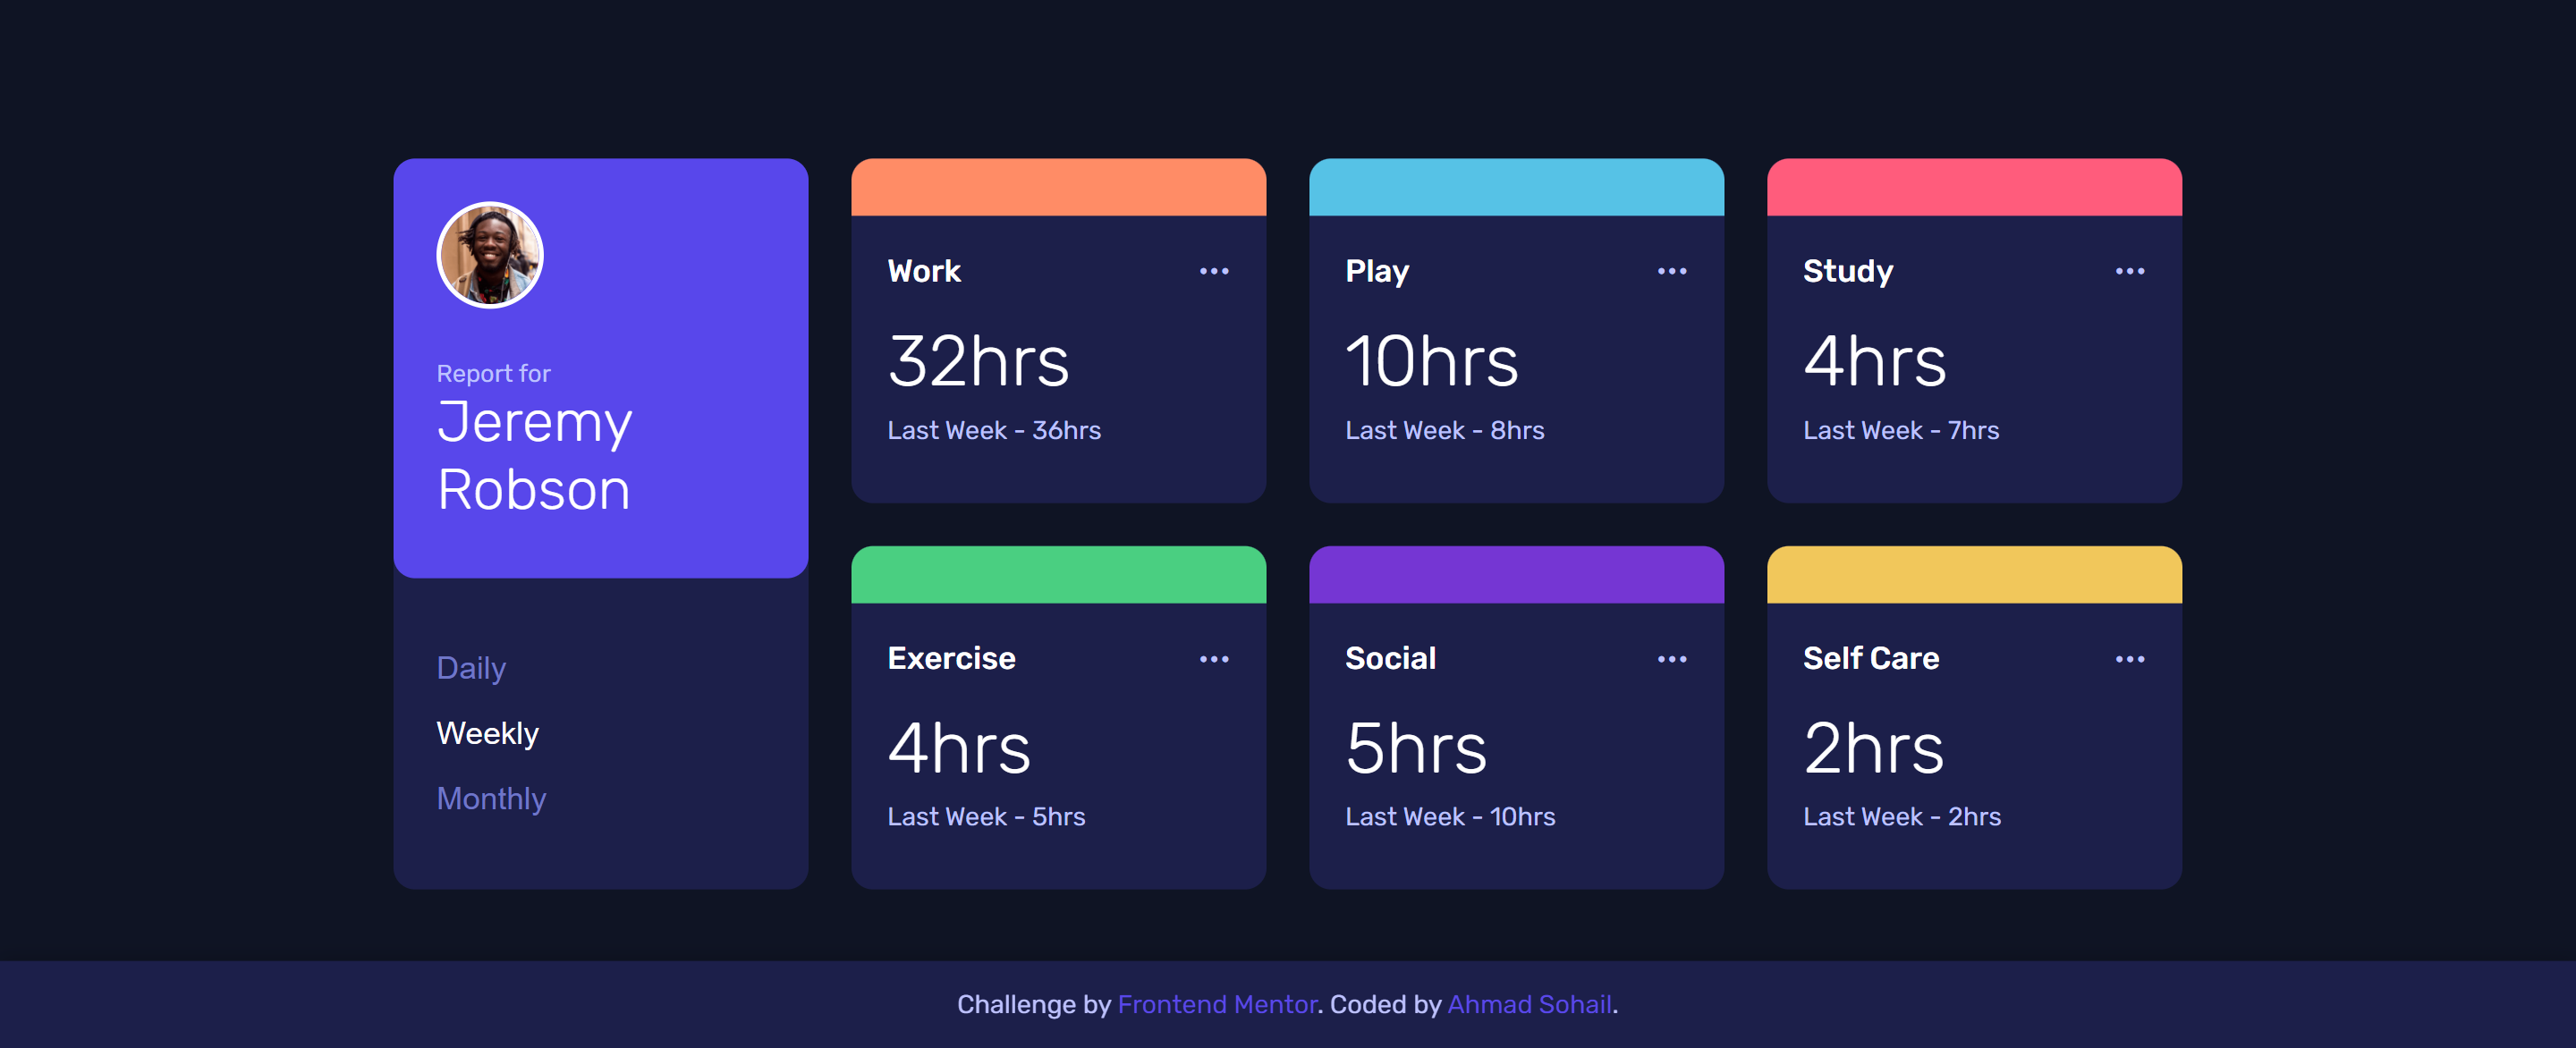 Report for
Jeremy
Robson
Daily
Weekly
Monthly
Work
32hrs
Last Week - 36hrs
Play
10hrs
Last Week - 8hrs
Study
4hrs
Last Week - 7hrs
Exercise
4hrs
Last Week - 5hrs
Social
5hrs
Last Week - 10hrs
Self Care
2hrs
Last Week - 2hrs
Challenge by Frontend Mentor. Coded by Ahmad Sohail.